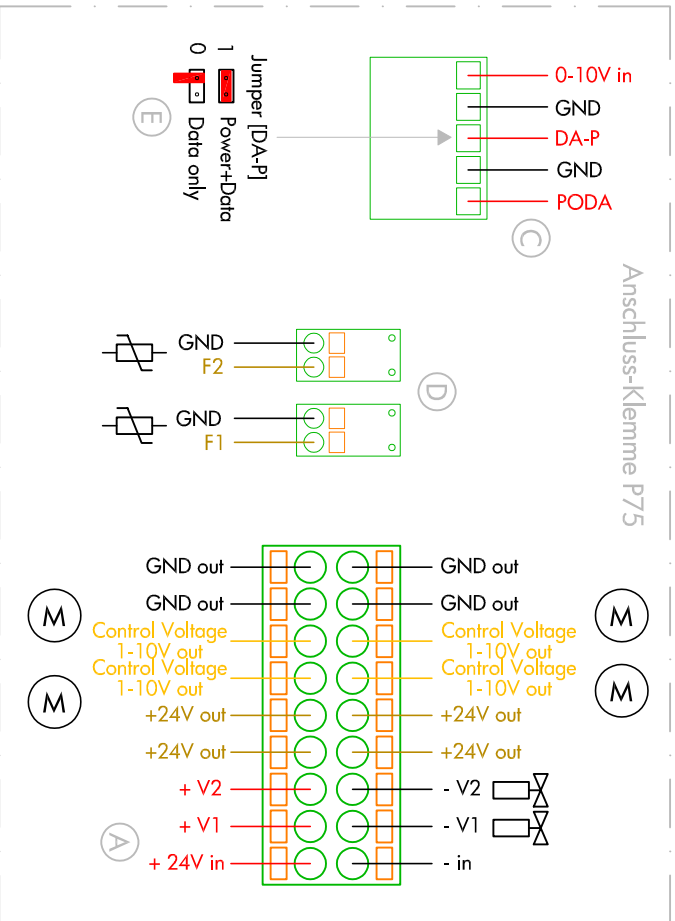 0-10V in
GND
DA-P
GND
PODA
C
Jumper [DA-P]
1 Power+Data
0 Data only
E
Anschluss-Klemme P75
GND
F2
GND
F1
D
GND out
GND out
Control Voltage
1-10V out
Control Voltage
1-10V out
+24V out
+24V out
+ V2
+ V1
+ 24V in
M
M
A
GND out
GND out
Control Voltage
1-10V out
Control Voltage
1-10V out
+24V out
+24V out
- V2
- V1
- in
M
M